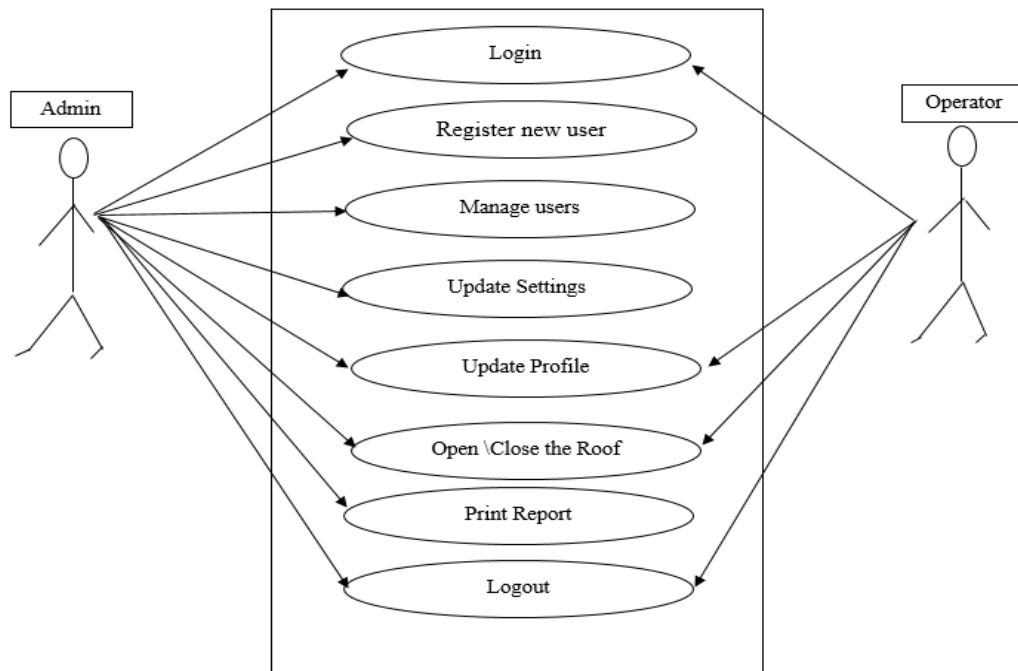 Login
Admin
Operator
Register new user
Manage users
Update Settings
Update Profile
Open \Close the Roof
Print Report
Logout